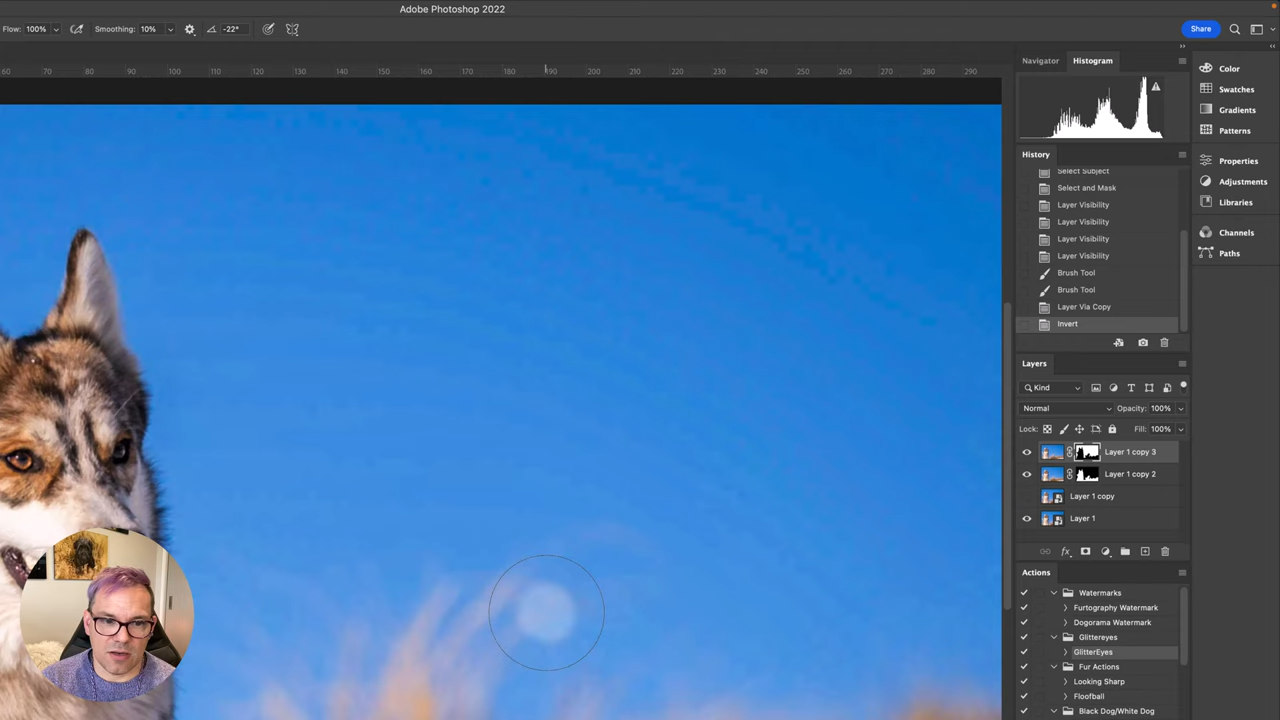 Adobe Photoshop 2022
Flow: 100% Smoothing: 10% -22° Share
60 70 80 90 100 110 120 130 140 150 160 170 180 190 200 210 220 230 240 250 260 270 280 290
Navigator Histogram
Color
Swatches
Gradients
Patterns
Properties
Adjustments
Libraries
Channels
Paths
History
Select Subject
Select and Mask
Layer Visibility
Layer Visibility
Layer Visibility
Layer Visibility
Brush Tool
Brush Tool
Layer Via Copy
Invert
Layers
Kind
Normal Opacity: 100%
Lock: Fill: 100%
Layer 1 copy 3
Layer 1 copy 2
Layer 1 copy
Layer 1
fx
Actions
Watermarks
Furtography Watermark
Dogorama Watermark
Glittereyes
GlitterEyes
Fur Actions
Looking Sharp
Floofball
Black Dog/White Dog